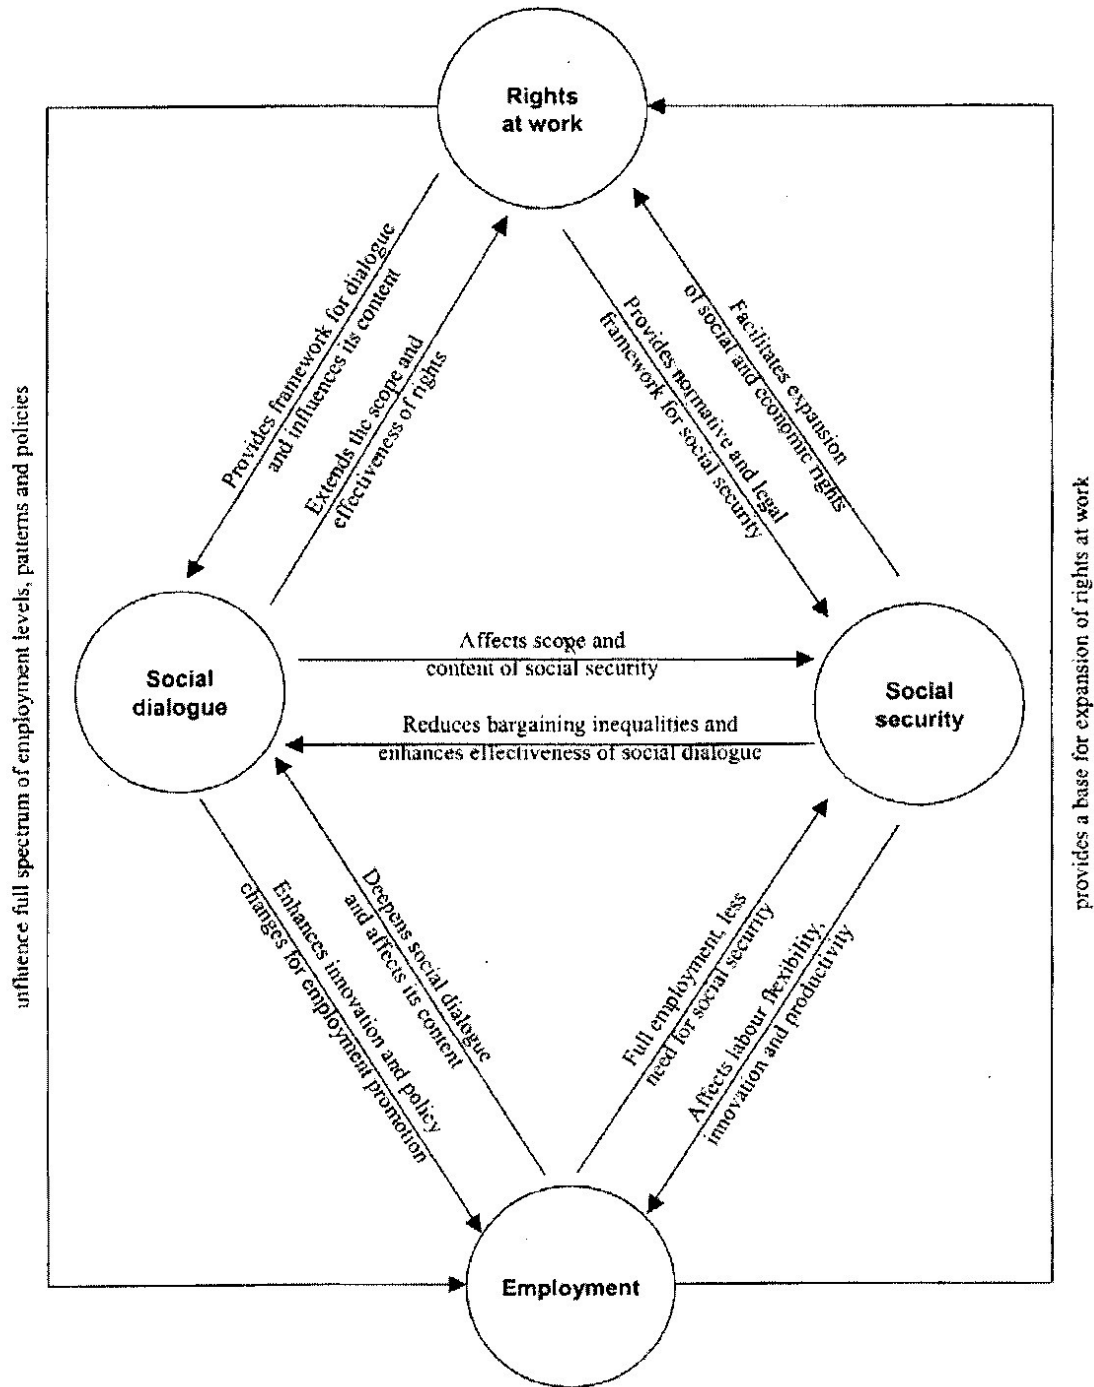 Rights
at work
Provides framework for dialogue
and influences its content
Extends the scope and
effectiveness of rights
Provides normative and legal
framework for social security
Facilitates expansion
of social and economic rights
influence full spectrum of employment levels, patterns and policies
provides a base for expansion of rights at work
Social
dialogue
Affects scope and
content of social security
Reduces bargaining inequalities and
enhances effectiveness of social dialogue
Social
security
Enhances innovation and policy
changes for employment promotion
Deepens social dialogue
and affects its content
Full employment, less
need for social security
Affects labour flexibility,
innovation and productivity
Employment